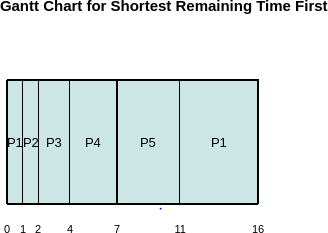 Gantt Chart for Shortest Remaining Time First
P1 P2 P3 P4 P5 P1
0 1 2 4 7 11 16